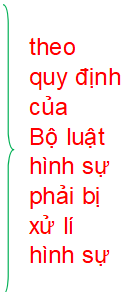 theo
quy định
của
Bộ luật
hình sự
phải bị
xử lí
hình sự